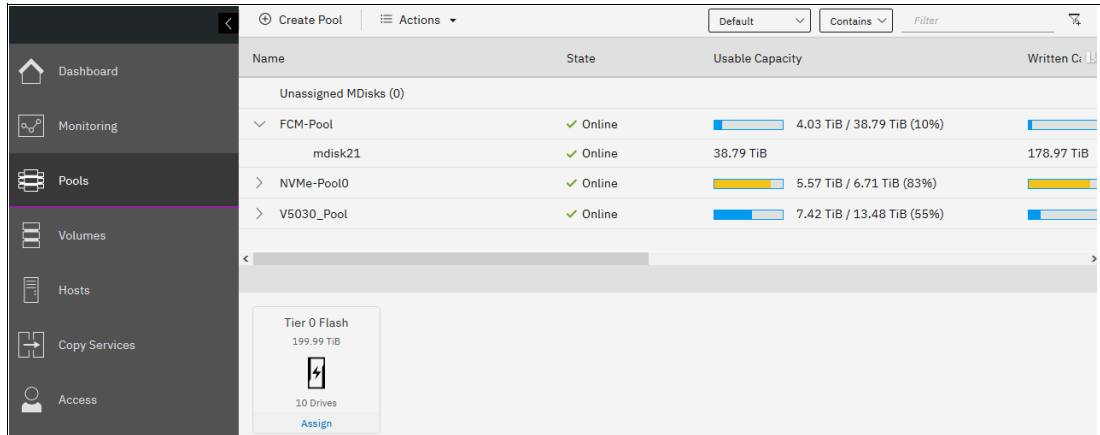 Create Pool
Actions
Default
Contains
Filter
Dashboard
Monitoring
Pools
Volumes
Hosts
Copy Services
Access
Name State Usable Capacity Written Ca
Unassigned MDisks (0)
FCM-Pool Online 4.03 TiB / 38.79 TiB (10%)
mdisk21 Online 38.79 TiB 178.97 TiB
NVMe-Pool0 Online 5.57 TiB / 6.71 TiB (83%)
V5030_Pool Online 7.42 TiB / 13.48 TiB (55%)
Tier 0 Flash
199.99 TiB
10 Drives
Assign